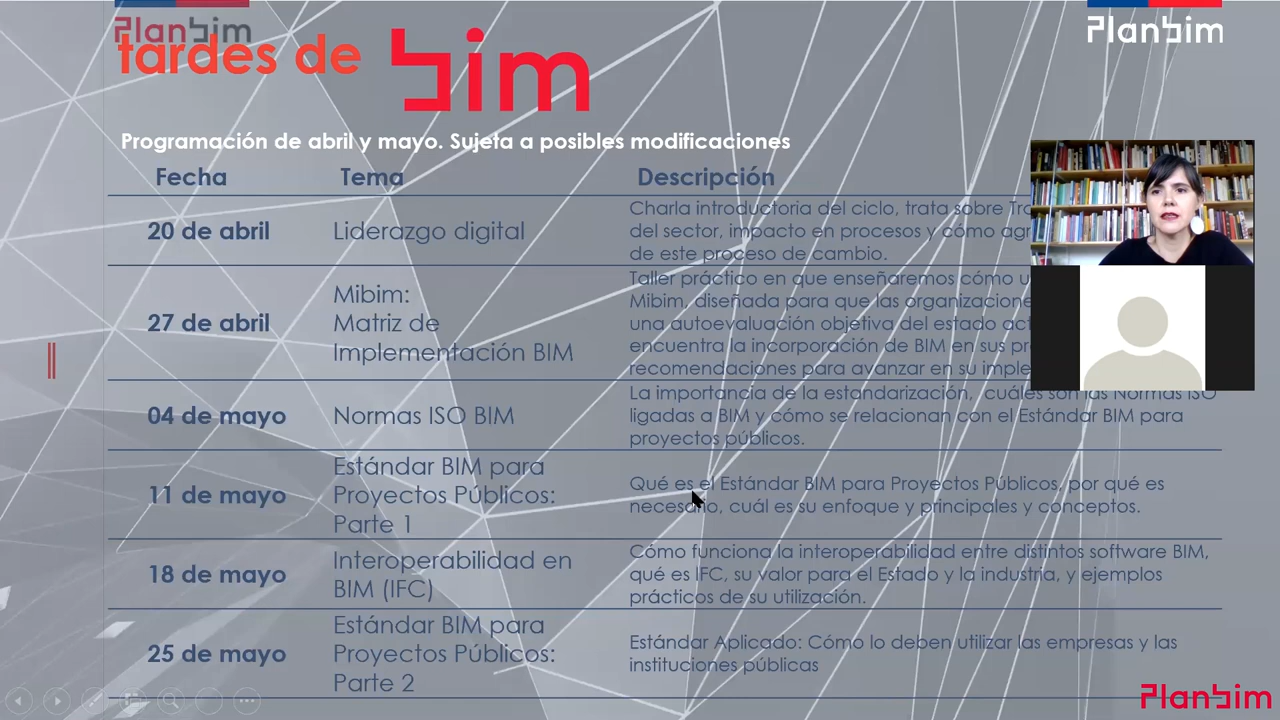 Planbim
Planbim
tardes de bim
Programación de abril y mayo. Sujeta a posibles modificaciones
Fecha Tema Descripción
20 de abril
Liderazgo digital
Charla introductoria del ciclo, trata sobre
del sector, impacto en procesos y cómo
de este proceso de cambio.
27 de abril
Mibim:
Matriz de
Implementación BIM
Taller práctico en que enseñaremos cómo
Mibim, diseñada para que las
una autoevaluación objetiva del estado
encuentra la incorporación de BIM en sus
recomendaciones para avanzar en su
04 de mayo
Normas ISO BIM
La importancia de la estandarización, cuáles son las Normas ISO
ligadas a BIM y cómo se relacionan con el Estándar BIM para
proyectos públicos.
11 de mayo
Estándar BIM para
Proyectos Públicos:
Parte 1
Qué es el Estándar BIM para Proyectos Públicos, por qué es
necesario, cuál es su enfoque y principales y conceptos.
18 de mayo
Interoperabilidad en
BIM (IFC)
Cómo funciona la interoperabilidad entre distintos software BIM,
qué es IFC, su valor para el Estado y la industria, y ejemplos
prácticos de su utilización.
25 de mayo
Estándar BIM para
Proyectos Públicos:
Parte 2
Estándar Aplicado: Cómo lo deben utilizar las empresas y las
instituciones públicas
Planbim